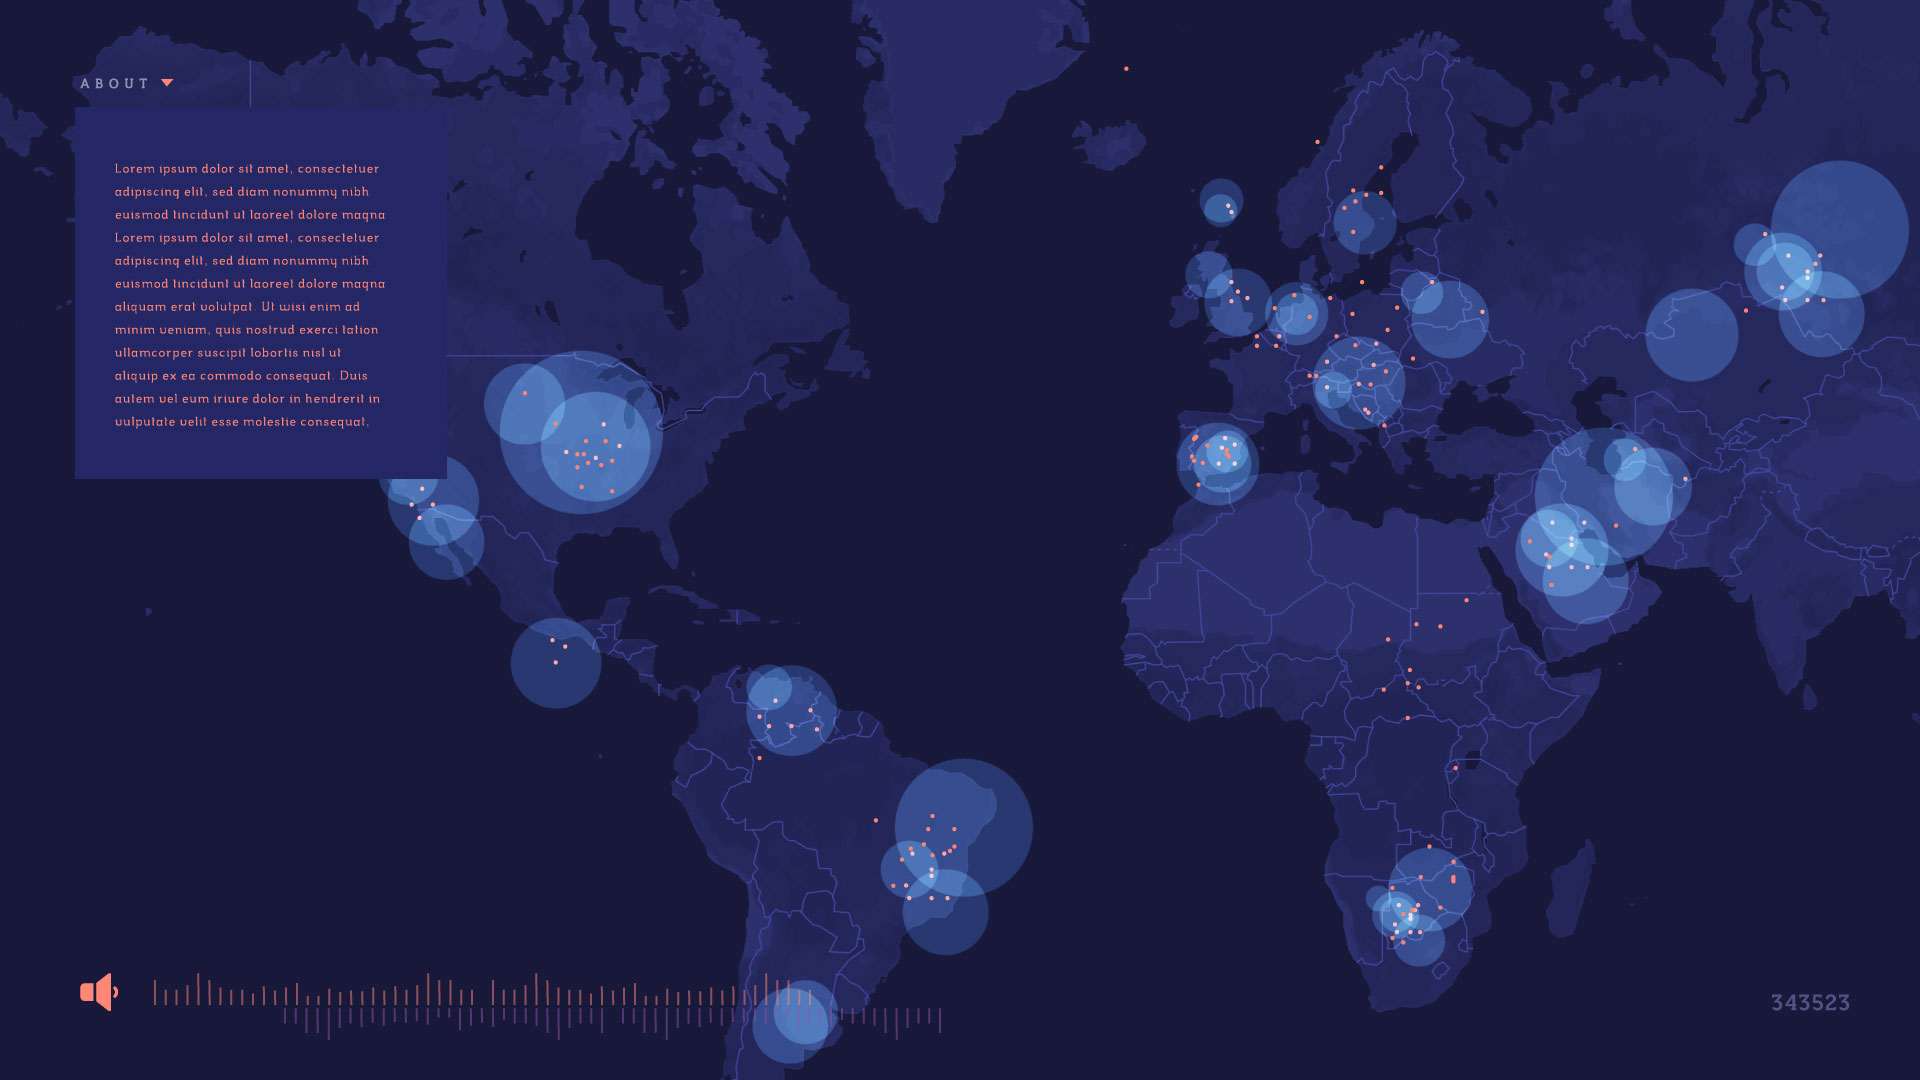 ABOUT
Lorem ipsum dolor sit amet, consectetuer
adipiscing elit, sed diam nonummy nibh
euismod tincidunt ut laoreet dolore magna
Lorem ipsum dolor sit amet, consectetuer
adipiscing elit, sed diam nonummy nibh
euismod tincidunt ut laoreet dolore magna
aliquam erat volutpat. Ut wisi enim ad
minim veniam, quis nostrud exerci tation
ullamcorper suscipit lobortis nisl ut
aliquip ex ea commodo consequat. Duis
autem vel eum iriure dolor in hendrerit in
vulputate velit esse molestie consequat,
343523